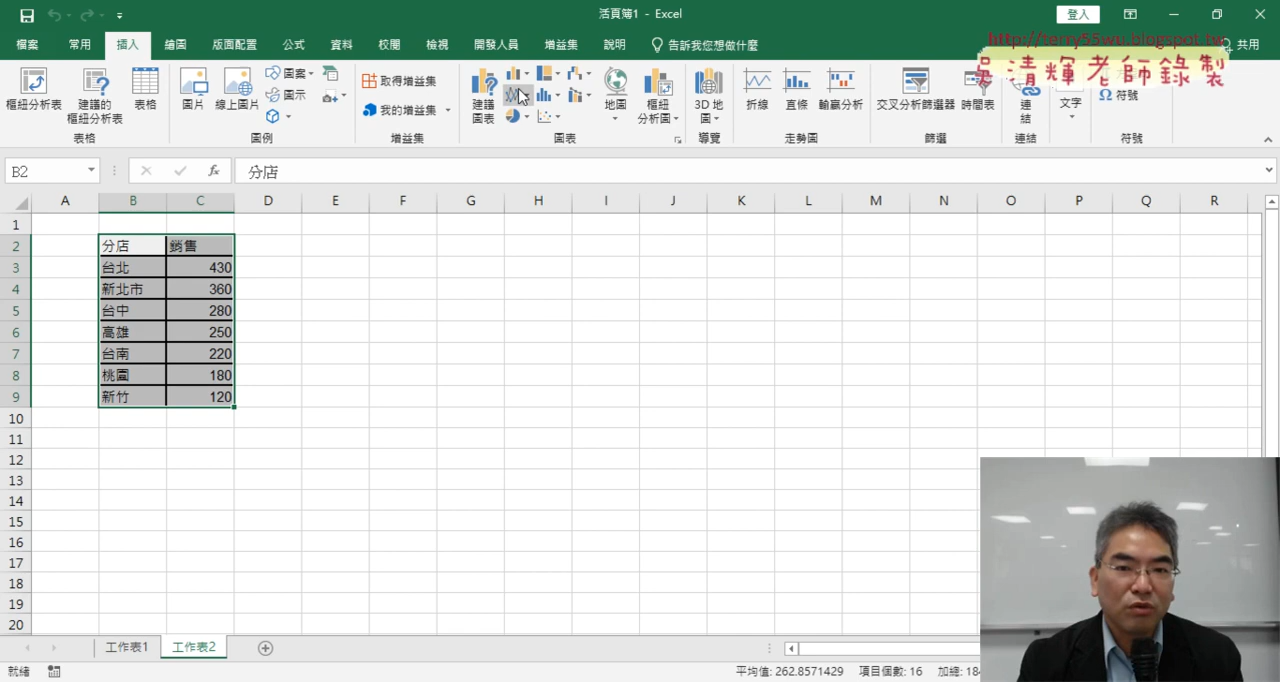 活頁簿1 - Excel
登入
http://terry55wu.blogspot.tw
檔案 常用 插入 繪圖 版面配置 公式 資料 校閱 檢視 開發人員 增益集 說明 告訴我您想做什麼 共用
吳清輝老師錄製
樞紐分析表 建議的 樞紐分析表 表格
圖片 線上圖片 圖案 圖示
取得增益集
我的增益集
建議 圖表 地圖 樞紐 分析圖 3D 地 圖 折線 直條 輸贏分析 交叉分析篩選器 時間表 連 結 文字 Ω 符號
表格 圖例 增益集 圖表 導覽 走勢圖 篩選 連結 符號
B2 fx 分店
A B C D E F G H I J K L M N O P Q R
1
2 分店 銷售
3 台北 430
4 新北市 360
5 台中 280
6 高雄 250
7 台南 220
8 桃園 180
9 新竹 120
10
11
12
13
14
15
16
17
18
19
20
工作表1 工作表2
就緒 平均值: 262.8571429 項目個數: 16 加總: 184